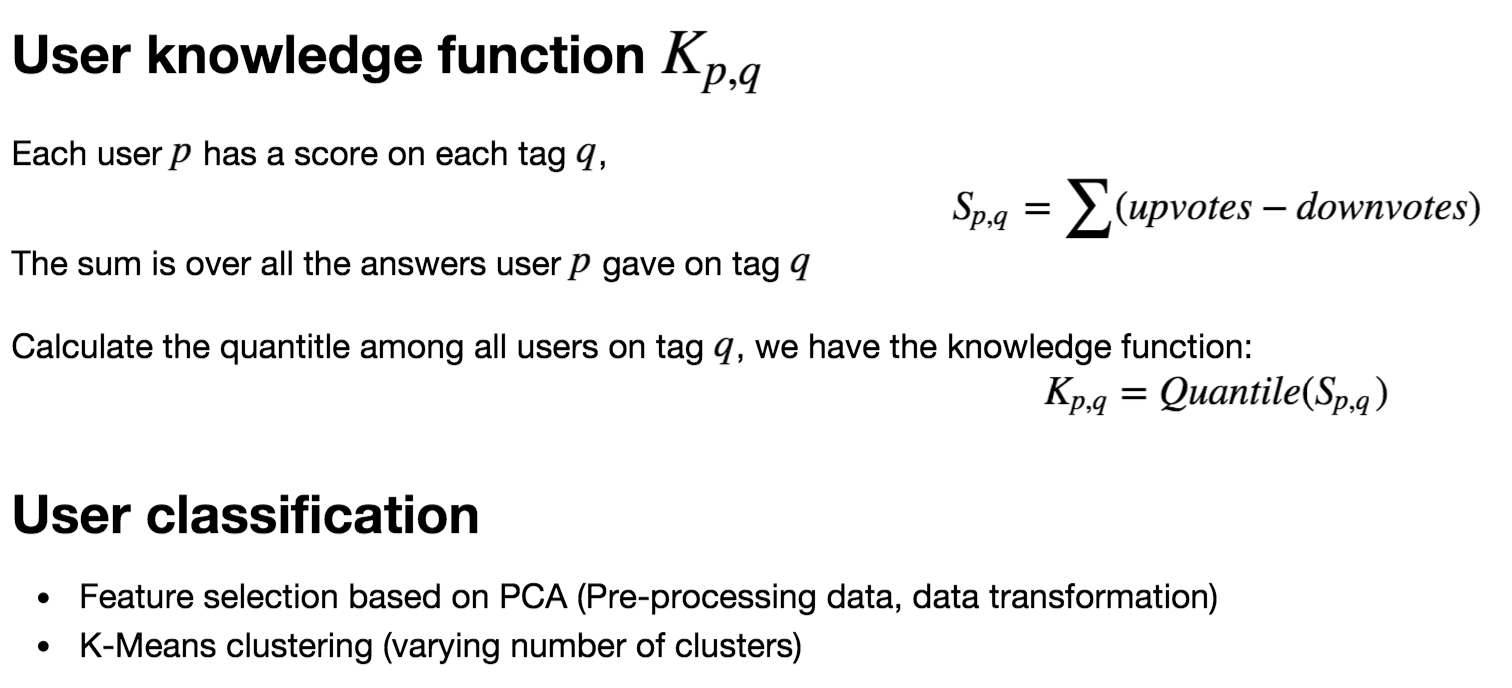 User knowledge function K_{p,q}
Each user p has a score on each tag q,
S_{p,q} = ∑(upvotes − downvotes)
The sum is over all the answers user p gave on tag q
Calculate the quantitle among all users on tag q, we have the knowledge function:
K_{p,q} = Quantile(S_{p,q})
User classification
• Feature selection based on PCA (Pre-processing data, data transformation)
• K-Means clustering (varying number of clusters)